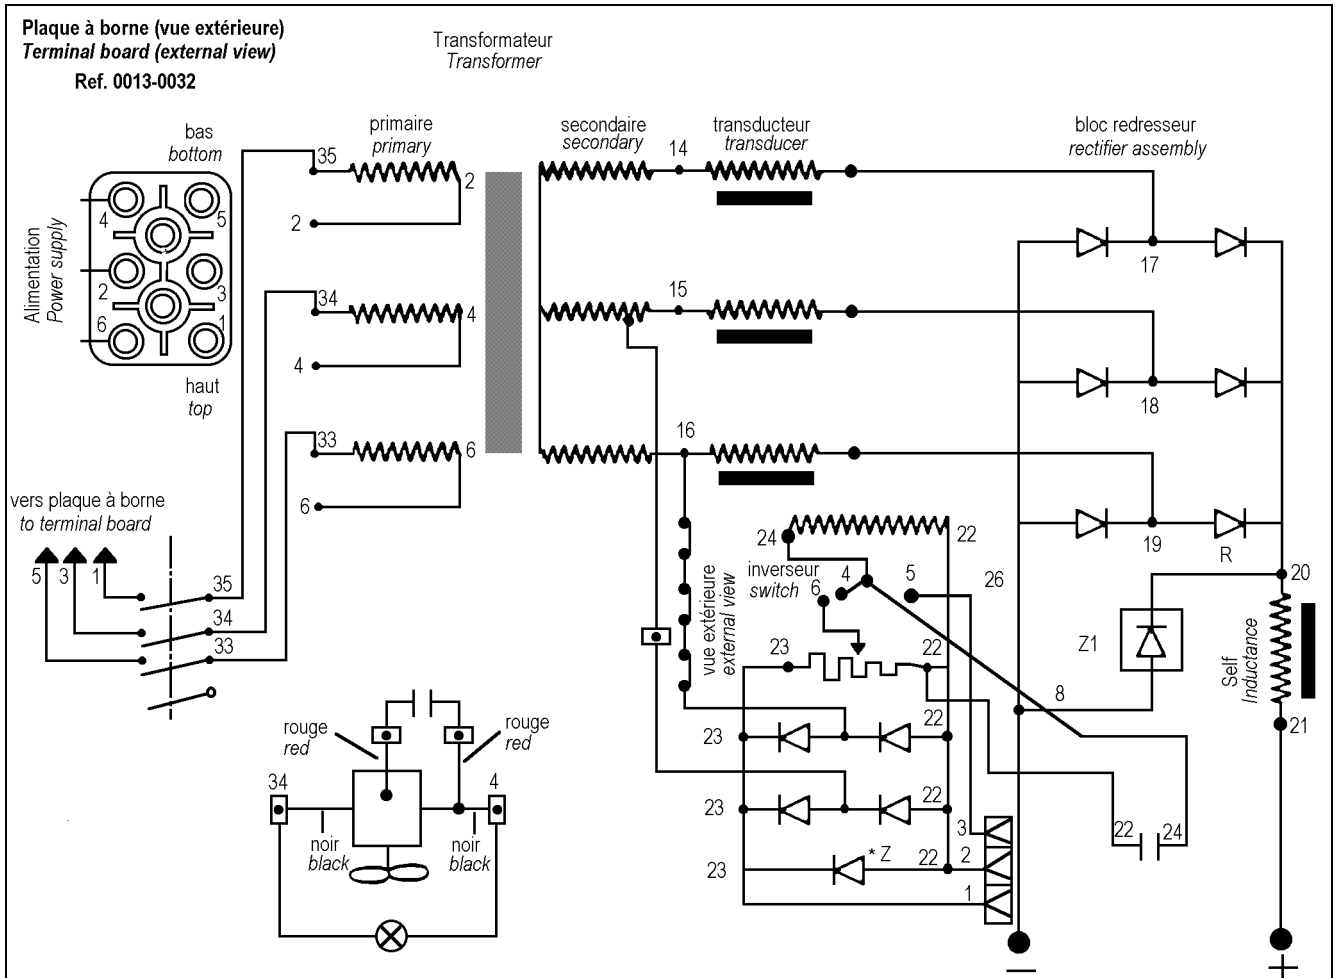 Plaque à borne (vue extérieure)
Terminal board (external view)
Ref. 0013-0032
Transformateur
Transformer
bas
bottom
primaire
primary
secondaire
secondary
transducteur
transducer
bloc redresseur
rectifier assembly
35
2
2
14
17
Alimentation
Power supply
4
5
2
3
6
1
34
4
4
15
18
haut
top
33
6
6
16
19
R
vers plaque à borne
to terminal board
5
3
1
35
34
33
24
22
inverseur
switch
6
4
5
26
20
vue extérieure
external view
23
22
Z1
8
Self
Inductance
21
rouge
red
rouge
red
23
22
34
4
noir
black
noir
black
23
22
3
22
24
* Z
23
22
2
1
−
+